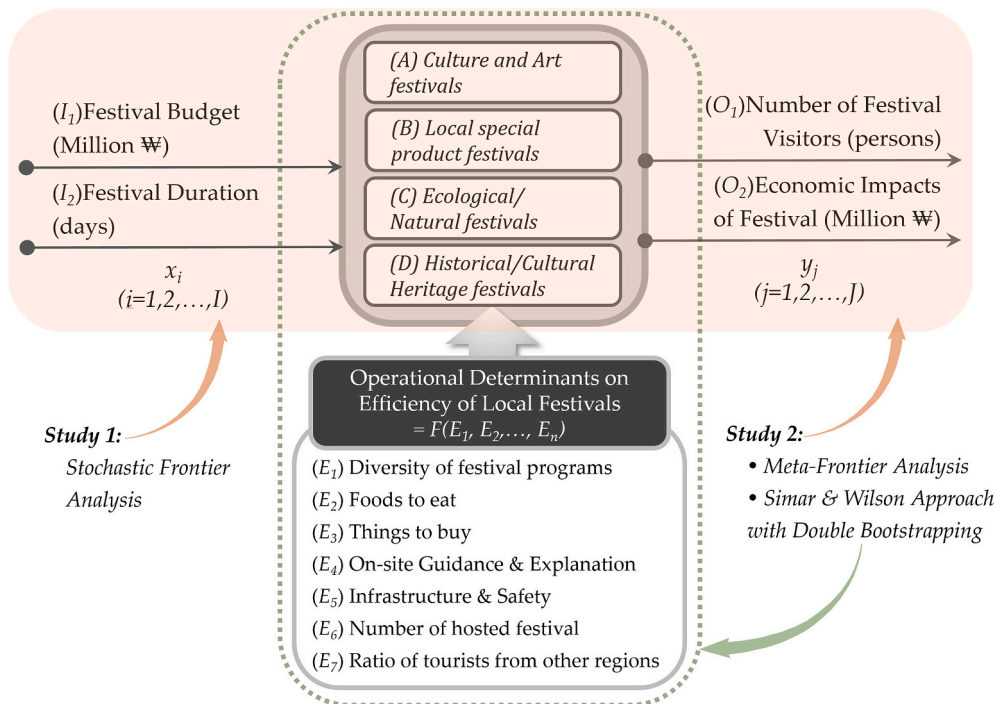 (I₁)Festival Budget
(Million ₩)
(I₂)Festival Duration
(days)
xᵢ
(i=1,2,...,I)
(A) Culture and Art
festivals
(B) Local special
product festivals
(C) Ecological/
Natural festivals
(D) Historical/Cultural
Heritage festivals
(O₁)Number of Festival
Visitors (persons)
(O₂)Economic Impacts
of Festival (Million ₩)
yⱼ
(j=1,2,...,J)
Operational Determinants on
Efficiency of Local Festivals
= F(E₁, E₂,..., Eₙ)
(E₁) Diversity of festival programs
(E₂) Foods to eat
(E₃) Things to buy
(E₄) On-site Guidance & Explanation
(E₅) Infrastructure & Safety
(E₆) Number of hosted festival
(E₇) Ratio of tourists from other regions
Study 1:
Stochastic Frontier
Analysis
Study 2:
• Meta-Frontier Analysis
• Simar & Wilson Approach
with Double Bootstrapping